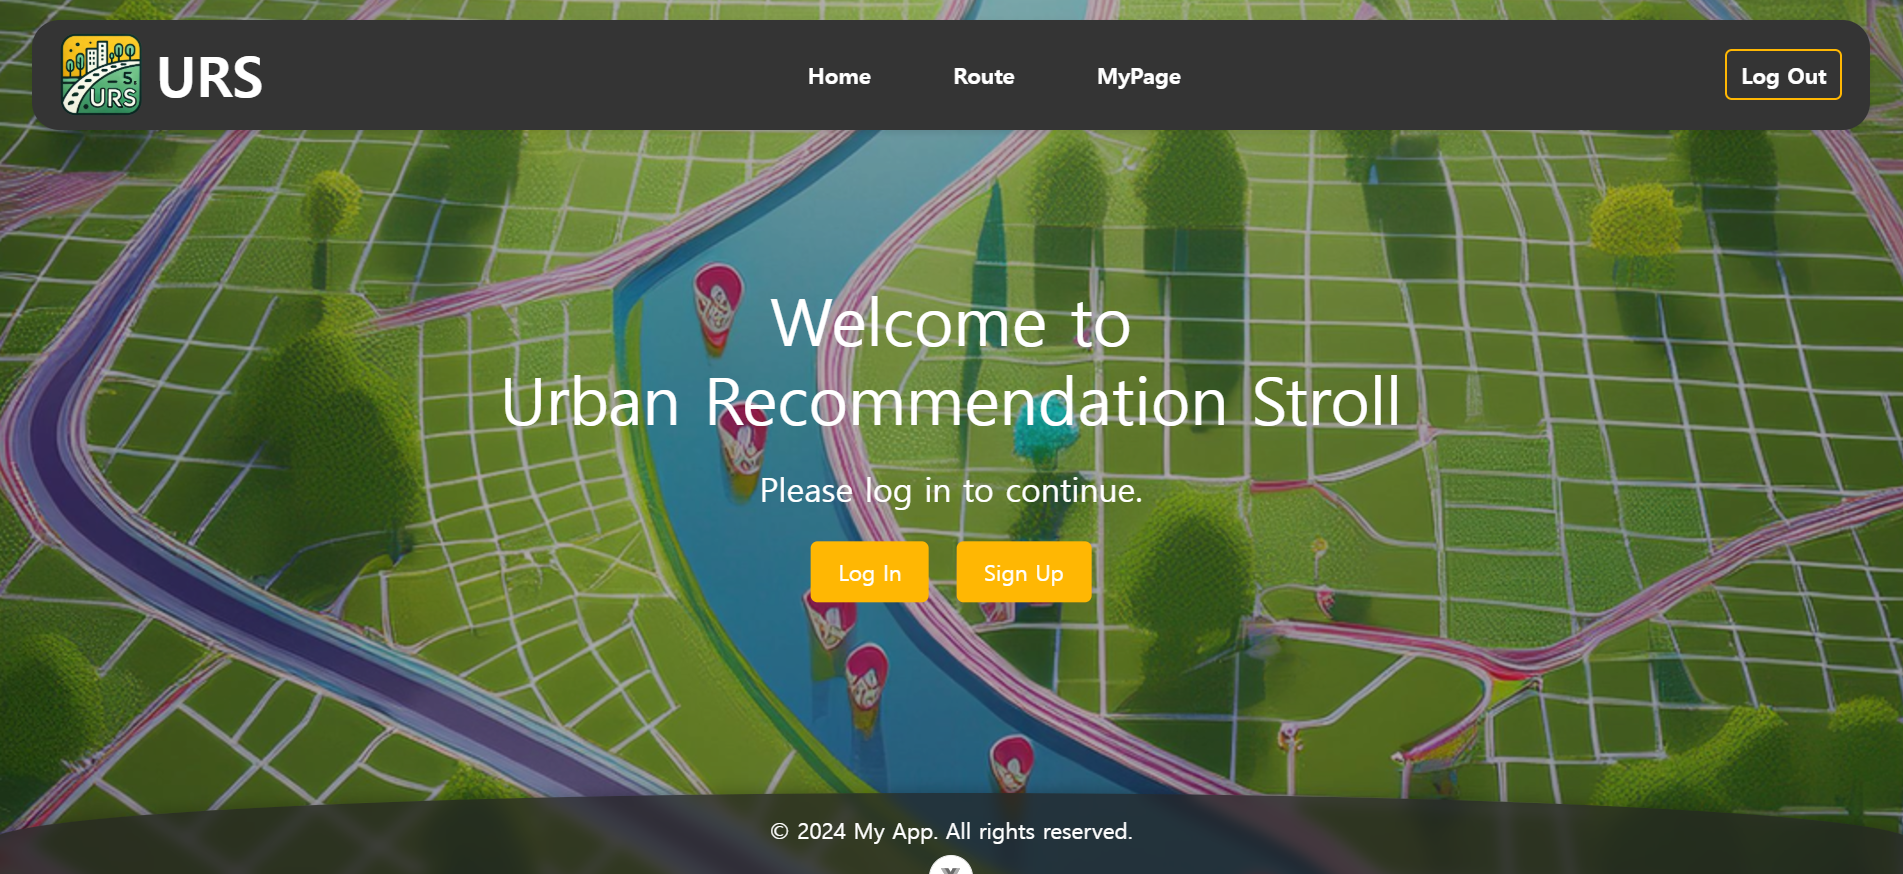 S.
URS
URS
Home
Route
MyPage
Log Out
Welcome to
Urban Recommendation Stroll
Please log in to continue.
Log In
Sign Up
© 2024 My App. All rights reserved.